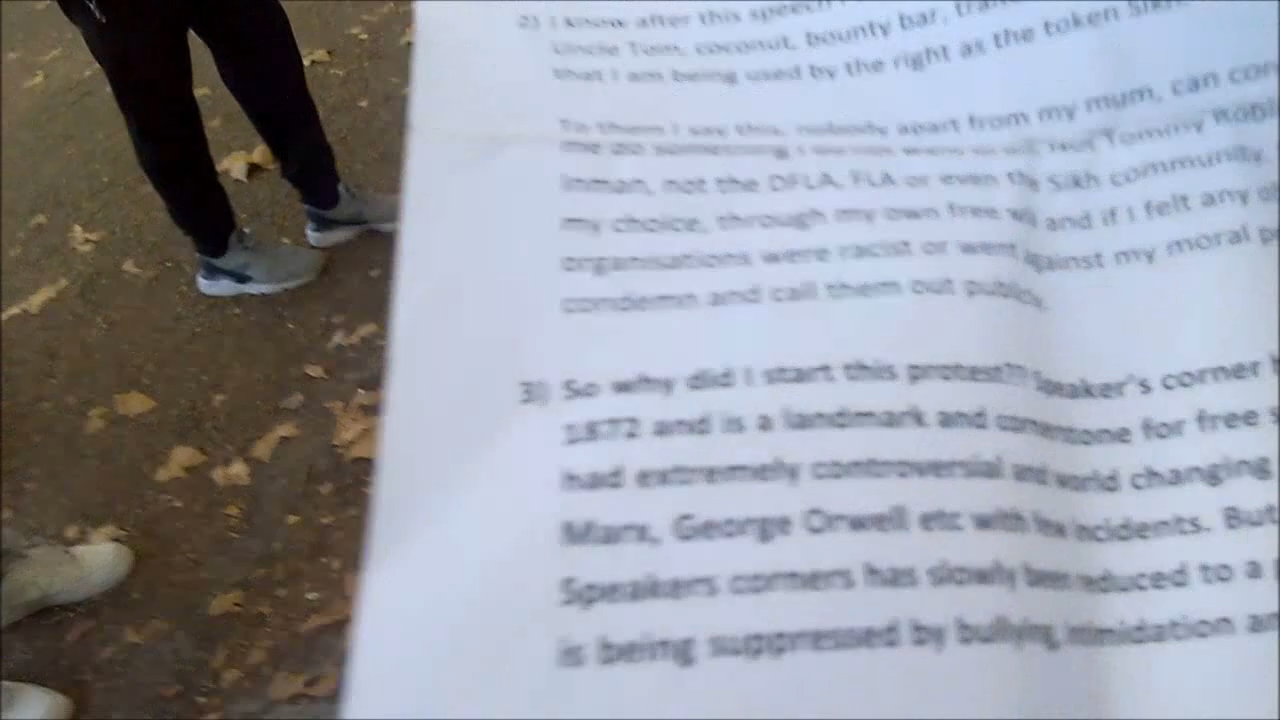 2) I know after this speech
Uncle Tom, coconut, bounty bar,
that I am being used by the right as the token Sikh
To them I say this, nobody apart from my mum, can
me do something, Tommy
Inman, not the DFLA, FLA or even the Sikh community.
my choice, through my own free will and if I felt any
organisations were racist or went against my moral
condemn and call them out publicly.
3) So why did I start this protest?? Speaker's corner
1872 and is a landmark and cornerstone for free
had extremely controversial and world changing
Marx, George Orwell etc with few incidents. But
Speakers corners has slowly been reduced to a
is being suppressed by bullying, intimidation